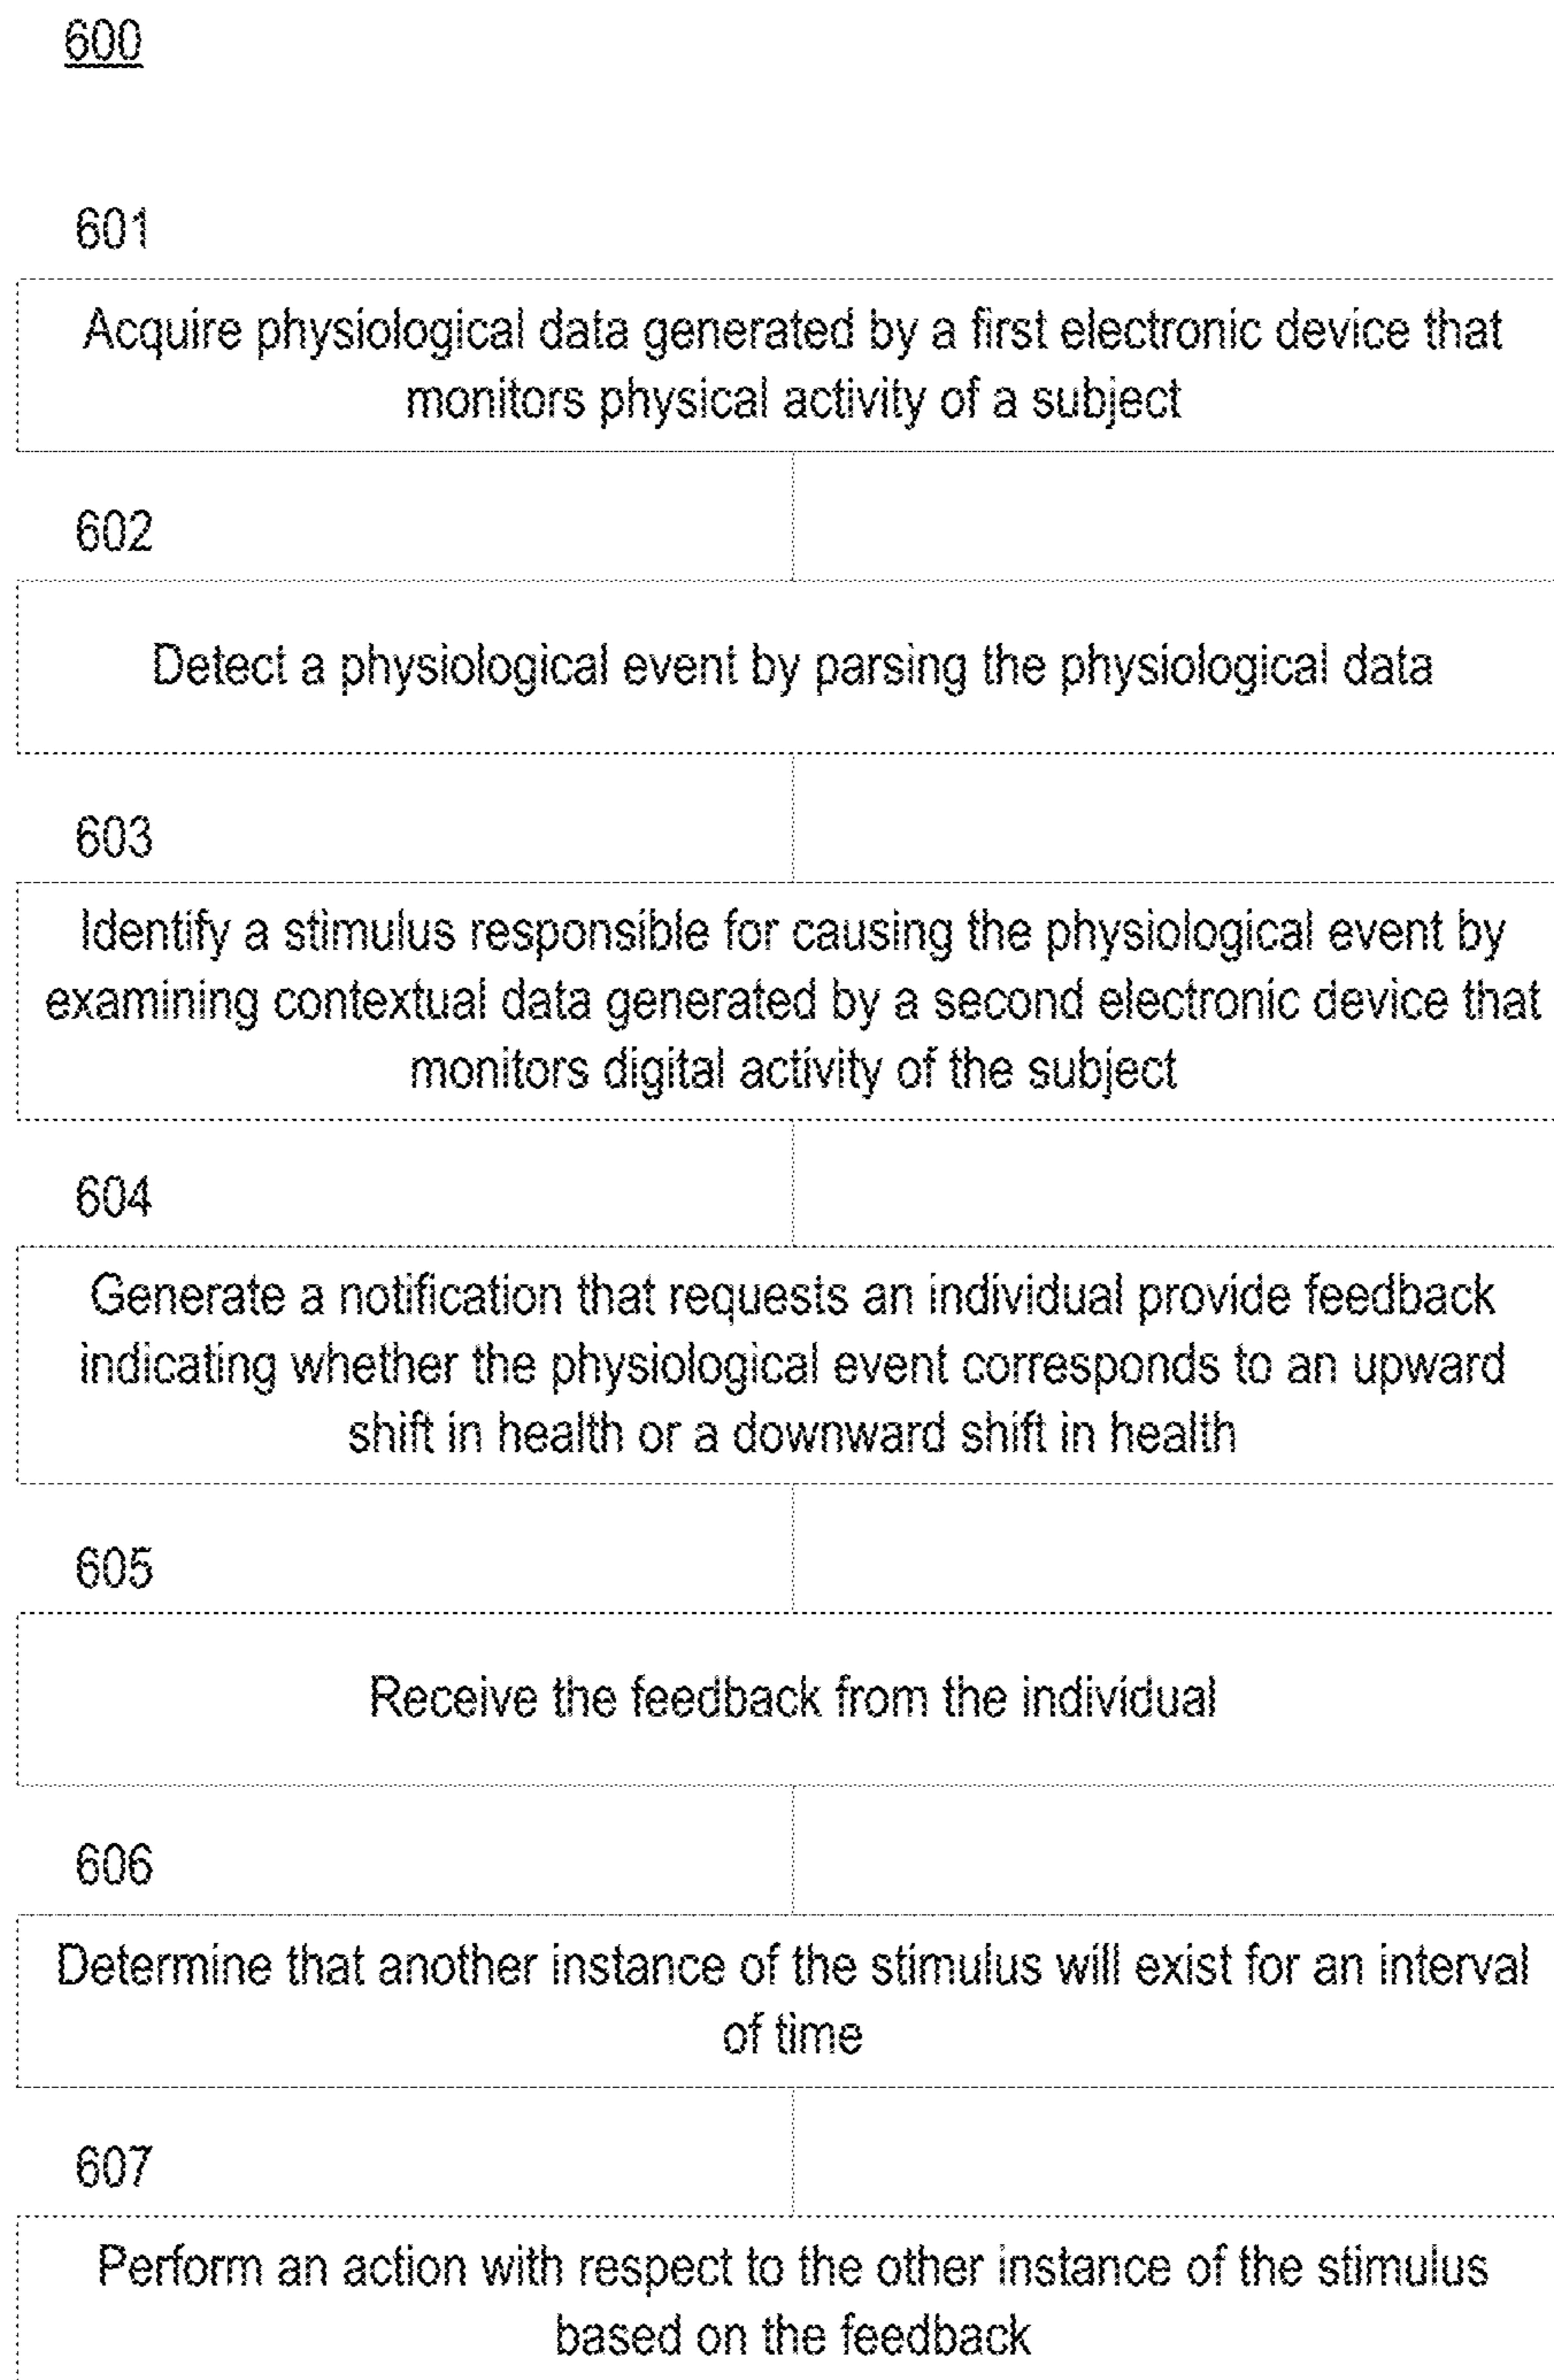 600
601
Acquire physiological data generated by a first electronic device that
monitors physical activity of a subject
602
Detect a physiological event by parsing the physiological data
603
Identify a stimulus responsible for causing the physiological event by
examining contextual data generated by a second electronic device that
monitors digital activity of the subject
604
Generate a notification that requests an individual provide feedback
indicating whether the physiological event corresponds to an upward
shift in health or a downward shift in health
605
Receive the feedback from the individual
606
Determine that another instance of the stimulus will exist for an interval
of time
607
Perform an action with respect to the other instance of the stimulus
based on the feedback